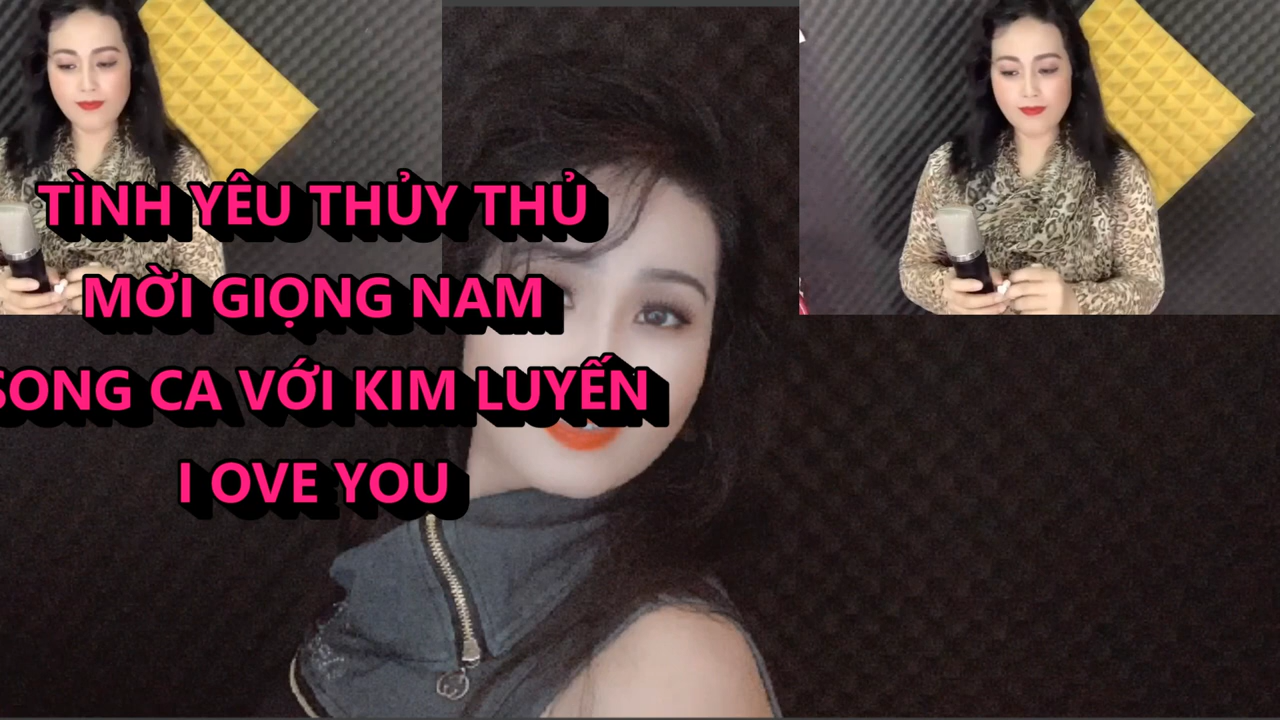 TÌNH YÊU THỦY THỦ
MỜI GIỌNG NAM
SONG CA VỚI KIM LUYẾN
I OVE YOU